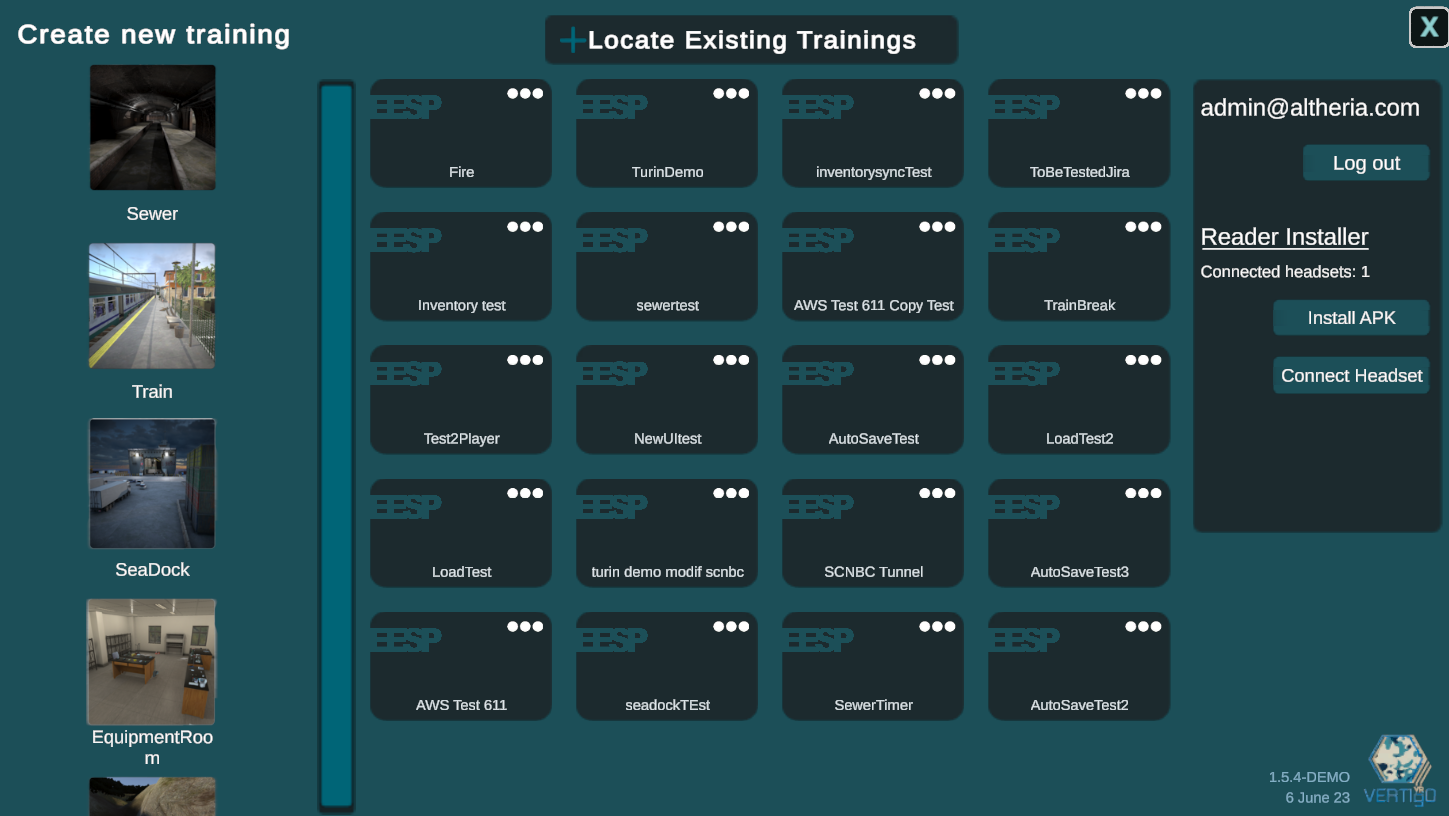 Create new training
Locate Existing Trainings
X
Sewer
Train
SeaDock
EquipmentRoo
m
EESP
Fire
EESP
TurinDemo
EESP
inventorysyncTest
EESP
ToBeTestedJira
EESP
Inventory test
EESP
sewertest
EESP
AWS Test 611 Copy Test
EESP
TrainBreak
EESP
Test2Player
EESP
NewUItest
EESP
AutoSaveTest
EESP
LoadTest2
EESP
LoadTest
EESP
turin demo modif scnbc
EESP
SCNBC Tunnel
EESP
AutoSaveTest3
EESP
AWS Test 611
EESP
seadockTEst
EESP
SewerTimer
EESP
AutoSaveTest2
admin@altheria.com
Log out
Reader Installer
Connected headsets: 1
Install APK
Connect Headset
1.5.4-DEMO
6 June 23
VR
VERTIgO